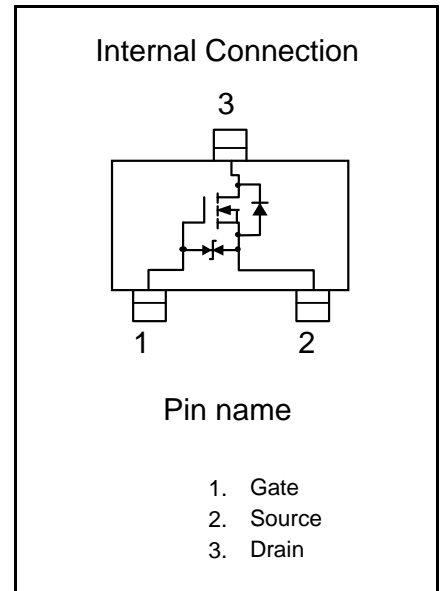 Internal Connection
3
1 2
Pin name
1. Gate
2. Source
3. Drain